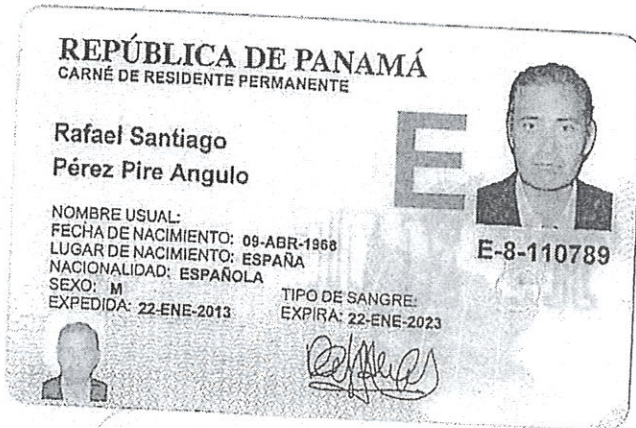 REPÚBLICA DE PANAMÁ
CARNÉ DE RESIDENTE PERMANENTE
Rafael Santiago
Pérez Pire Angulo
E
NOMBRE USUAL:
FECHA DE NACIMIENTO: 09-ABR-1968
LUGAR DE NACIMIENTO: ESPAÑA
NACIONALIDAD: ESPAÑOLA
SEXO: M
TIPO DE SANGRE:
EXPEDIDA: 22-ENE-2013
EXPIRA: 22-ENE-2023
E-8-110789